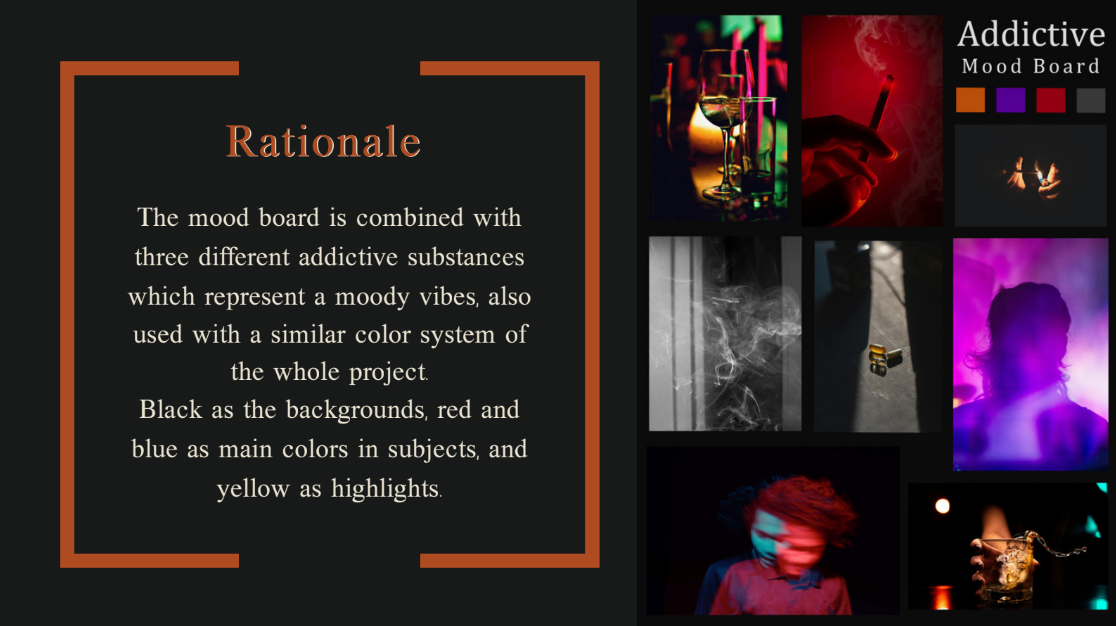 Rationale
The mood board is combined with
three different addictive substances
which represent a moody vibes, also
used with a similar color system of
the whole project.
Black as the backgrounds, red and
blue as main colors in subjects, and
yellow as highlights.
Addictive
Mood Board